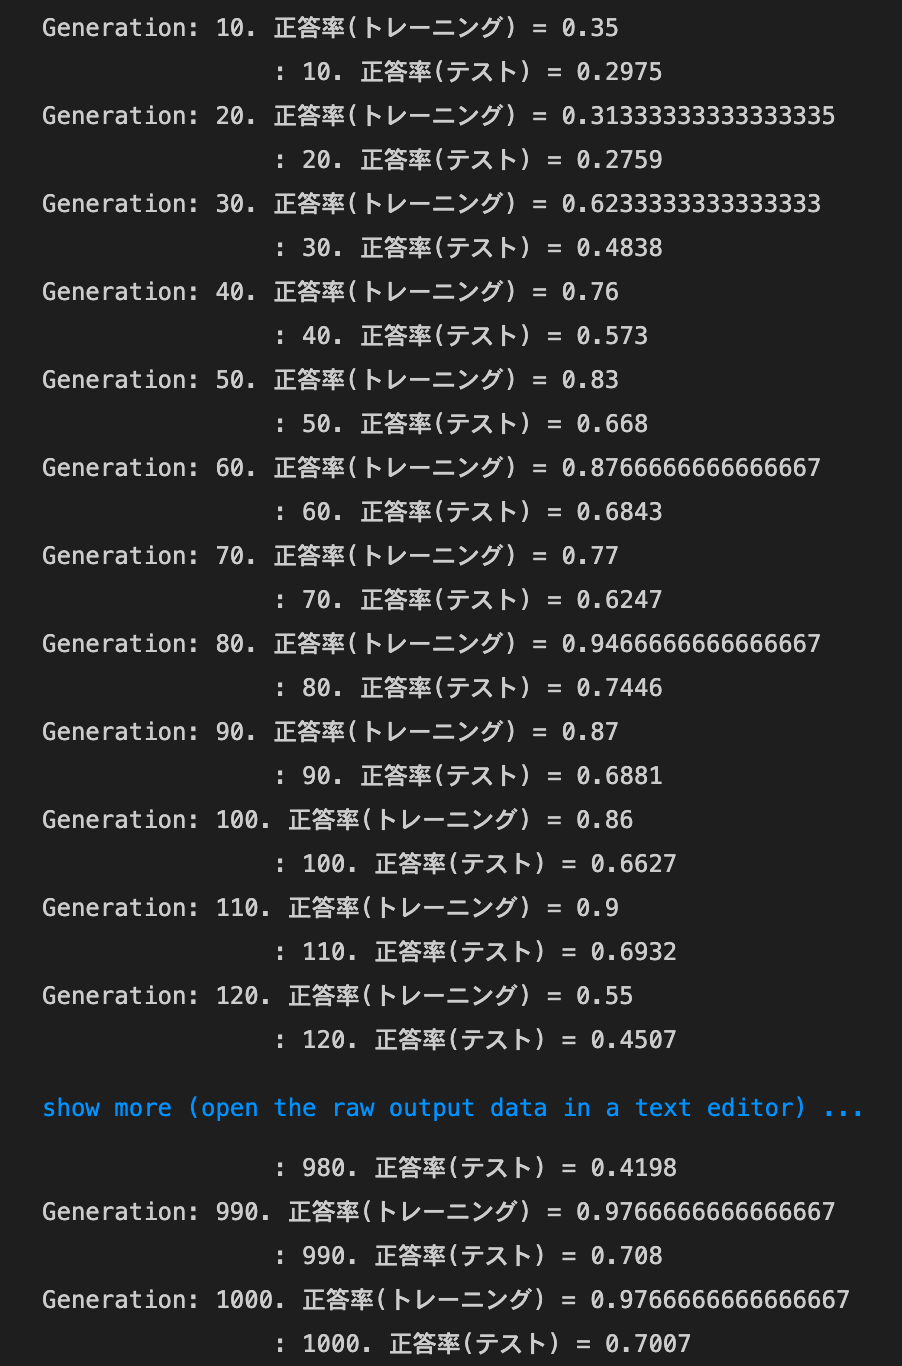 Generation: 10. 正答率(トレーニング) = 0.35
: 10. 正答率(テスト) = 0.2975
Generation: 20. 正答率(トレーニング) = 0.31333333333333335
: 20. 正答率(テスト) = 0.2759
Generation: 30. 正答率(トレーニング) = 0.6233333333333333
: 30. 正答率(テスト) = 0.4838
Generation: 40. 正答率(トレーニング) = 0.76
: 40. 正答率(テスト) = 0.573
Generation: 50. 正答率(トレーニング) = 0.83
: 50. 正答率(テスト) = 0.668
Generation: 60. 正答率(トレーニング) = 0.8766666666666667
: 60. 正答率(テスト) = 0.6843
Generation: 70. 正答率(トレーニング) = 0.77
: 70. 正答率(テスト) = 0.6247
Generation: 80. 正答率(トレーニング) = 0.9466666666666667
: 80. 正答率(テスト) = 0.7446
Generation: 90. 正答率(トレーニング) = 0.87
: 90. 正答率(テスト) = 0.6881
Generation: 100. 正答率(トレーニング) = 0.86
: 100. 正答率(テスト) = 0.6627
Generation: 110. 正答率(トレーニング) = 0.9
: 110. 正答率(テスト) = 0.6932
Generation: 120. 正答率(トレーニング) = 0.55
: 120. 正答率(テスト) = 0.4507
show more (open the raw output data in a text editor) ...
: 980. 正答率(テスト) = 0.4198
Generation: 990. 正答率(トレーニング) = 0.9766666666666667
: 990. 正答率(テスト) = 0.708
Generation: 1000. 正答率(トレーニング) = 0.9766666666666667
: 1000. 正答率(テスト) = 0.7007